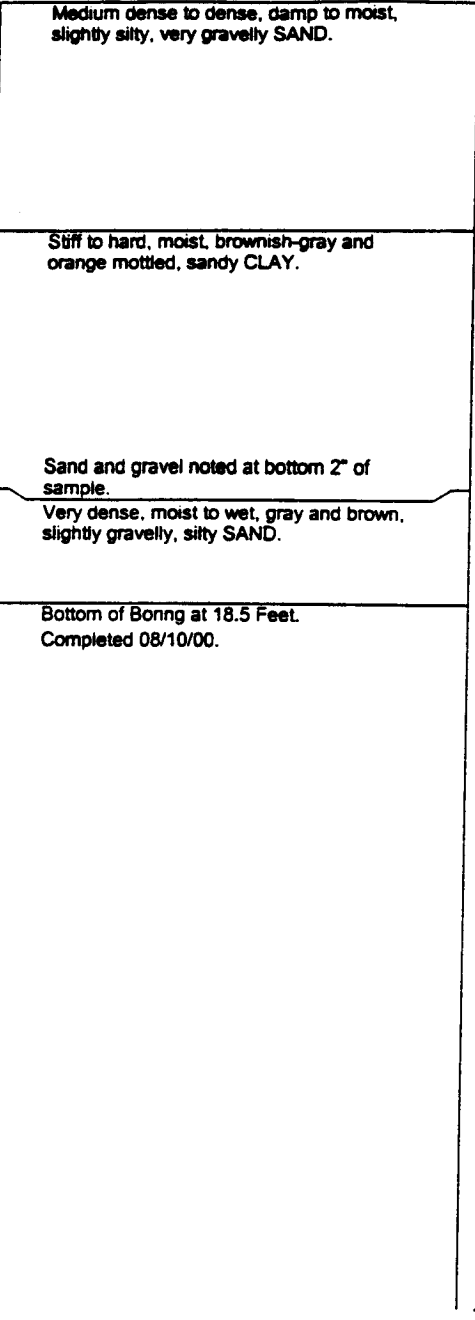 Medium dense to dense, damp to moist,
slightly silty, very gravelly SAND.
Stiff to hard, moist, brownish-gray and
orange mottled, sandy CLAY.
Sand and gravel noted at bottom 2" of
sample.
Very dense, moist to wet, gray and brown,
slightly gravelly, silty SAND.
Bottom of Boring at 18.5 Feet.
Completed 08/10/00.